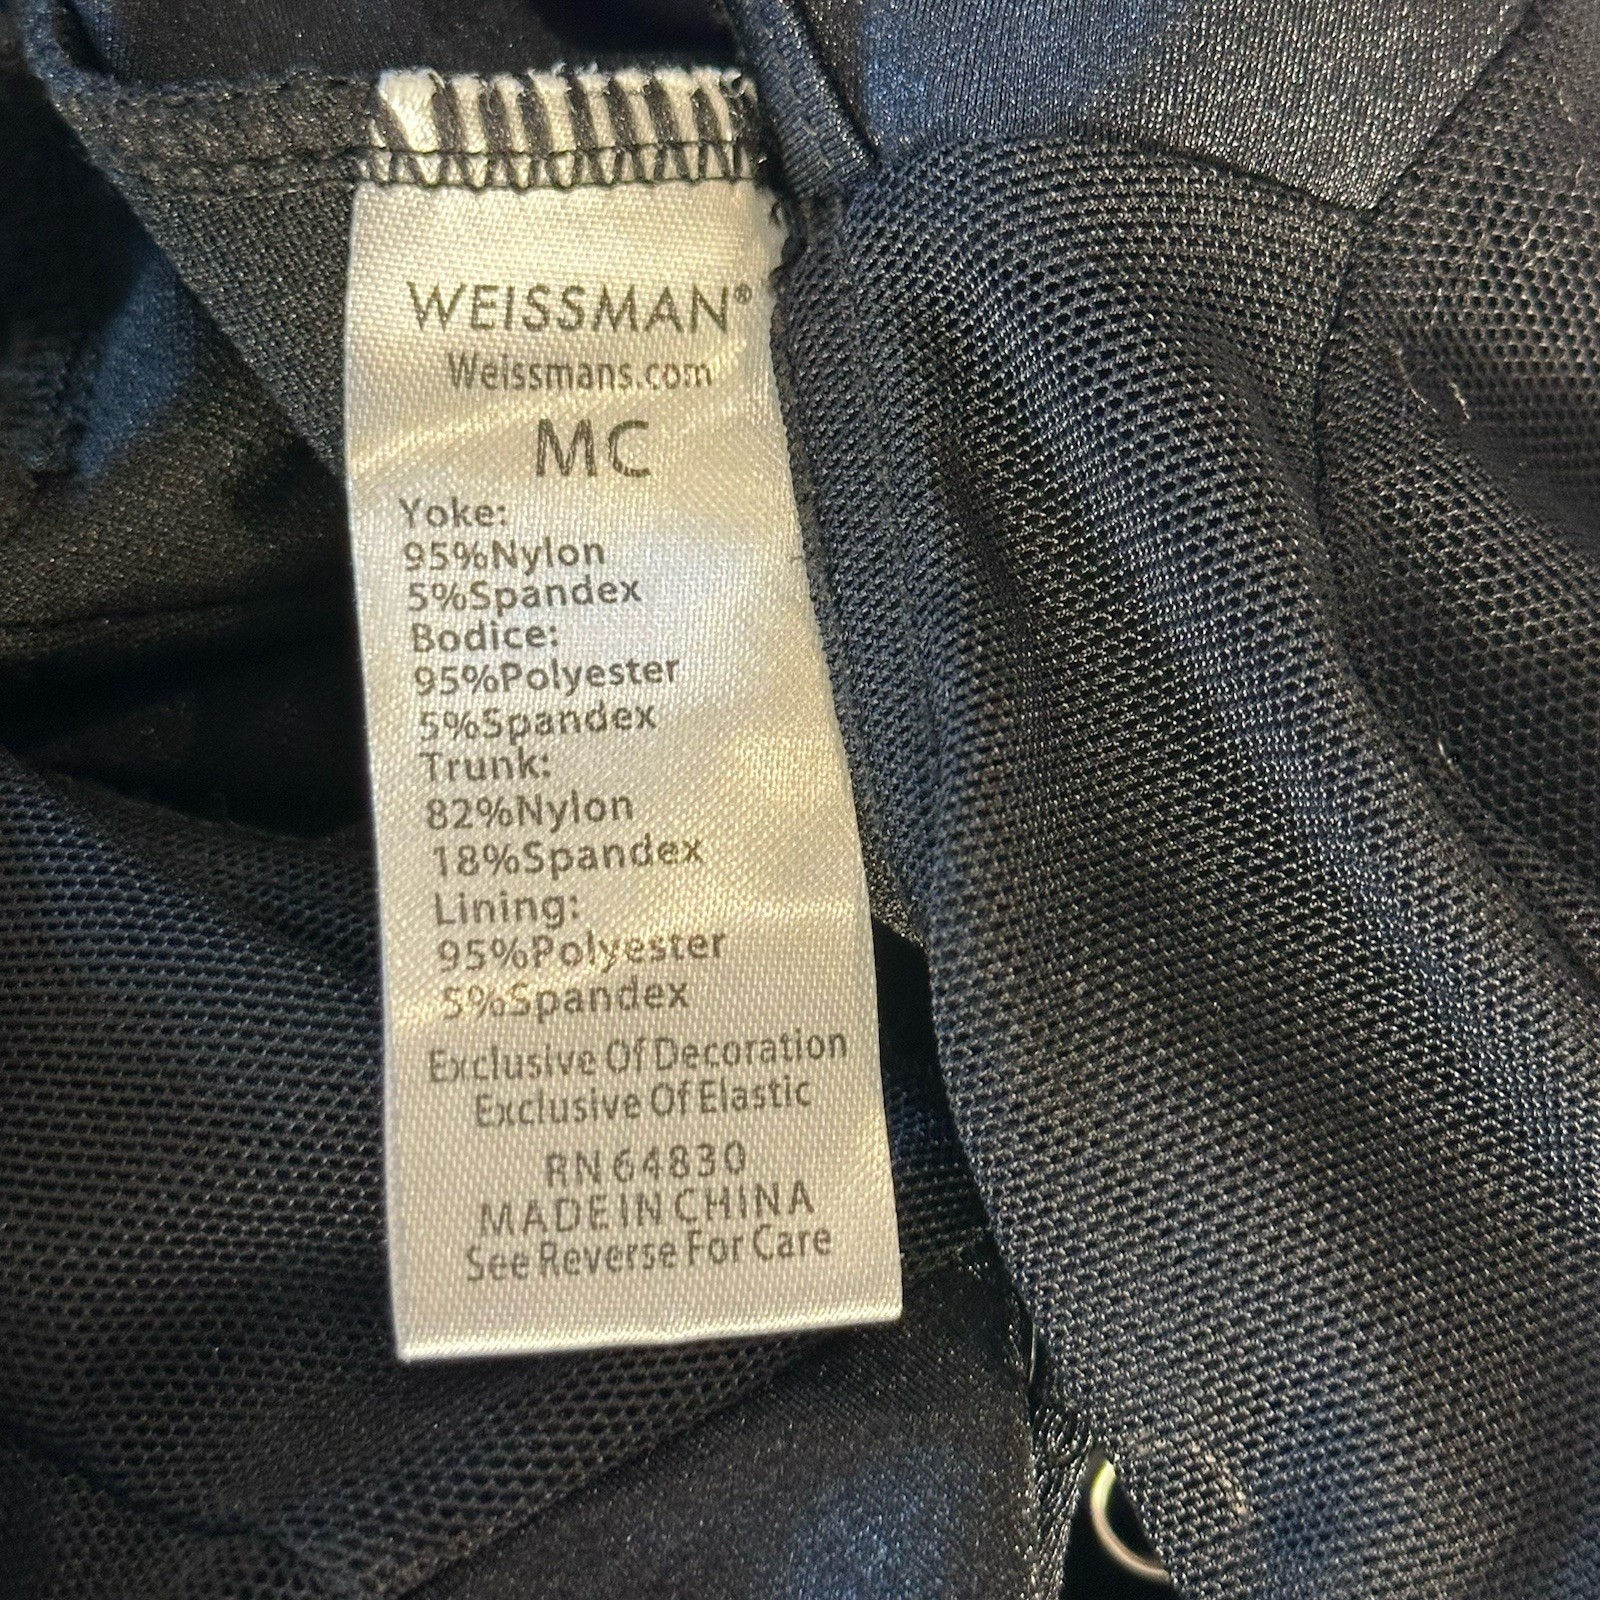 WEISSMAN®
Weissmans.com
MC
Yoke:
95%Nylon
5%Spandex
Bodice:
95%Polyester
5%Spandex
Trunk:
82%Nylon
18%Spandex
Lining:
95%Polyester
5%Spandex
Exclusive Of Decoration
Exclusive Of Elastic
RN 64830
MADE IN CHINA
See Reverse For Care